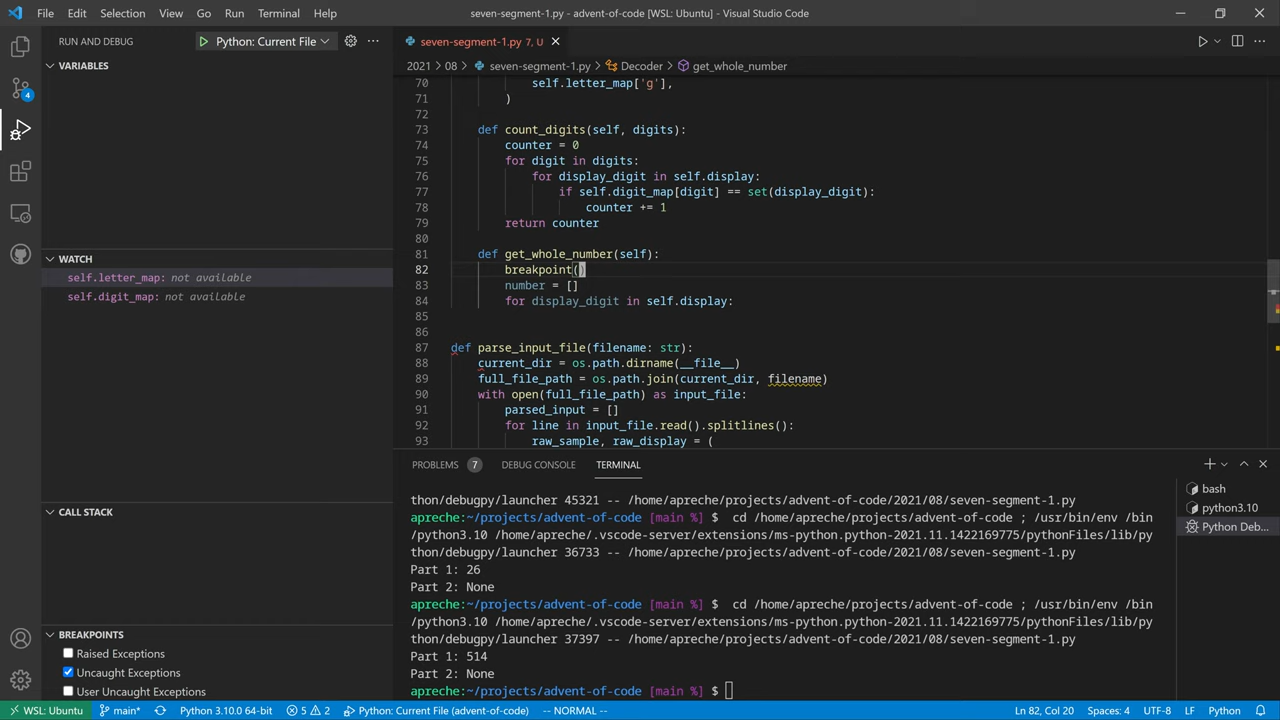 File Edit Selection View Go Run Terminal Help seven-segment-1.py - advent-of-code [WSL: Ubuntu] - Visual Studio Code
RUN AND DEBUG Python: Current File
seven-segment-1.py 7, U
VARIABLES
2021 08 seven-segment-1.py Decoder get_whole_number
4
WATCH
self.letter_map: not available
self.digit_map: not available
CALL STACK
BREAKPOINTS
Raised Exceptions
Uncaught Exceptions
User Uncaught Exceptions
70 self.letter_map['g'],
71 )
72
73 def count_digits(self, digits):
74 counter = 0
75 for digit in digits:
76 for display_digit in self.display:
77 if self.digit_map[digit] == set(display_digit):
78 counter += 1
79 return counter
80
81 def get_whole_number(self):
82 breakpoint()
83 number = []
84 for display_digit in self.display:
85
86
87 def parse_input_file(filename: str):
88 current_dir = os.path.dirname(__file__)
89 full_file_path = os.path.join(current_dir, filename)
90 with open(full_file_path) as input_file:
91 parsed_input = []
92 for line in input_file.read().splitlines():
93 raw_sample, raw_display = (
PROBLEMS 7 DEBUG CONSOLE TERMINAL
thon/debugpy/launcher 45321 -- /home/apreche/projects/advent-of-code/2021/08/seven-segment-1.py
apreche:~/projects/advent-of-code [main %] $ cd /home/apreche/projects/advent-of-code ; /usr/bin/env /bin
/python3.10 /home/apreche/.vscode-server/extensions/ms-python.python-2021.11.1422169775/pythonFiles/lib/py
thon/debugpy/launcher 36733 -- /home/apreche/projects/advent-of-code/2021/08/seven-segment-1.py
Part 1: 26
Part 2: None
apreche:~/projects/advent-of-code [main %] $ cd /home/apreche/projects/advent-of-code ; /usr/bin/env /bin
/python3.10 /home/apreche/.vscode-server/extensions/ms-python.python-2021.11.1422169775/pythonFiles/lib/py
thon/debugpy/launcher 37397 -- /home/apreche/projects/advent-of-code/2021/08/seven-segment-1.py
Part 1: 514
Part 2: None
apreche:~/projects/advent-of-code [main %] $
bash
python3.10
Python Deb...
WSL: Ubuntu main* Python 3.10.0 64-bit 5 2 Python: Current File (advent-of-code) -- NORMAL -- Ln 82, Col 20 Spaces: 4 UTF-8 LF Python